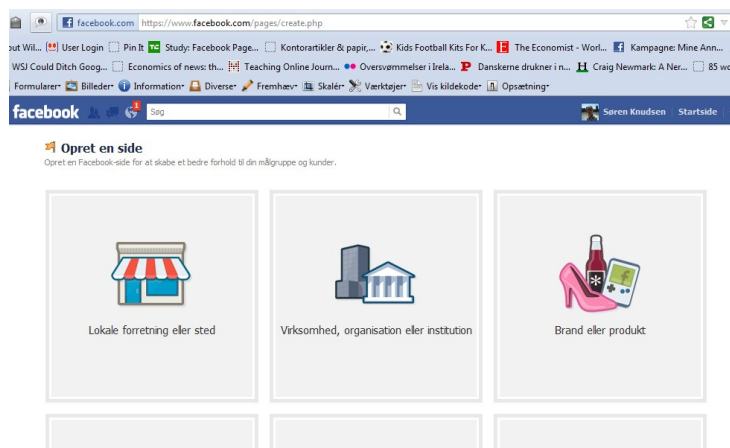 facebook.com https://www.facebook.com/pages/create.php
out Wil... User Login Pin It TC Study: Facebook Page... Kontorartikler & papir,... Kids Football Kits For K... E The Economist - Worl... Kampagne: Mine Ann...
WSJ Could Ditch Goog... Economics of news: th... Teaching Online Journ... Oversvømmelser i Irela... P Danskerne drukner i n... H Craig Newmark: A Ner... 85 wo
Formularer Billeder Information Diverse Fremhæv Skalér Værktøjer Vis kildekode Opsætning
facebook 1 Søg Søren Knudsen Startside
Opret en side
Opret en Facebook-side for at skabe et bedre forhold til din målgruppe og kunder.
Lokale forretning eller sted Virksomhed, organisation eller institution Brand eller produkt